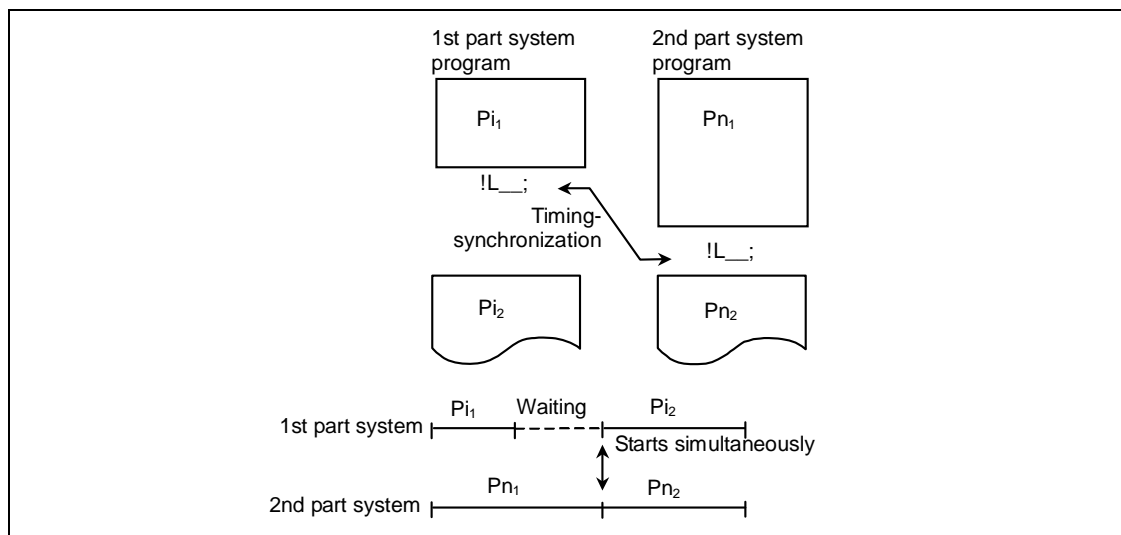 1st part system
program
2nd part system
program
Pi₁
Pn₁
!L__;
Timing-
synchronization
!L__;
Pi₂
Pn₂
Pi₁ Waiting Pi₂
1st part system
Starts simultaneously
Pn₁ Pn₂
2nd part system